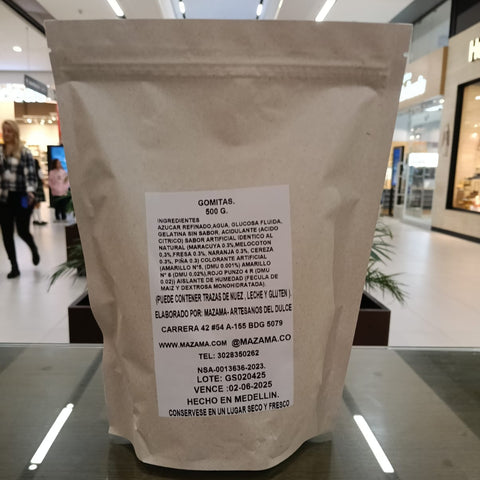 GOMITAS.
500 G.
INGREDIENTES
AZUCAR REFINADO,AGUA, GLUCOSA FLUIDA,
GELATINA SIN SABOR, ACIDULANTE (ACIDO
CITRICO) SABOR ARTIFICIAL IDENTICO AL
NATURAL (MARACUYA 0.3%,MELOCOTON
0,3% FRESA 0.3%, NARANJA 0.3%, CEREZA
0.3%, PIÑA 0.3) COLORANTE ARTIFICIAL
(AMARILLO N°5, (DMU 0.001%) AMARILLO
N° 6 (DMU 0,02%),ROJO PUNZO 4 R (DMU
0.02)) AISLANTE DE HUMEDAD (FECULA DE
MAIZ Y DEXTROSA MONOHIDRATADA).
(PUEDE CONTENER TRAZAS DE NUEZ , LECHE Y GLUTEN ).
ELABORADO POR: MAZAMA- ARTESANOS DEL DULCE
CARRERA 42 #54 A-155 BDG 5079
WWW.MAZAMA.COM @MAZAMA.CO
TEL: 3028350262
NSA-0013636-2023.
LOTE: GS020425
VENCE :02-06-2025
HECHO EN MEDELLIN.
CONSERVESE EN UN LUGAR SECO Y FRESCO